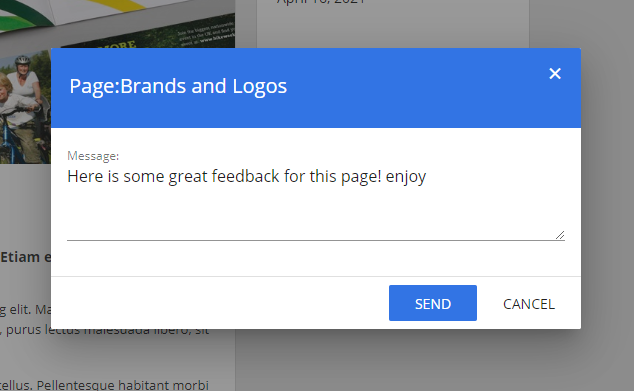 April 16, 2021
MORE
Page:Brands and Logos
×
Message:
Here is some great feedback for this page! enjoy
Etiam e
g elit. Ma
, purus lectus malesuada libero, sit
SEND
CANCEL
tellus. Pellentesque habitant morbi